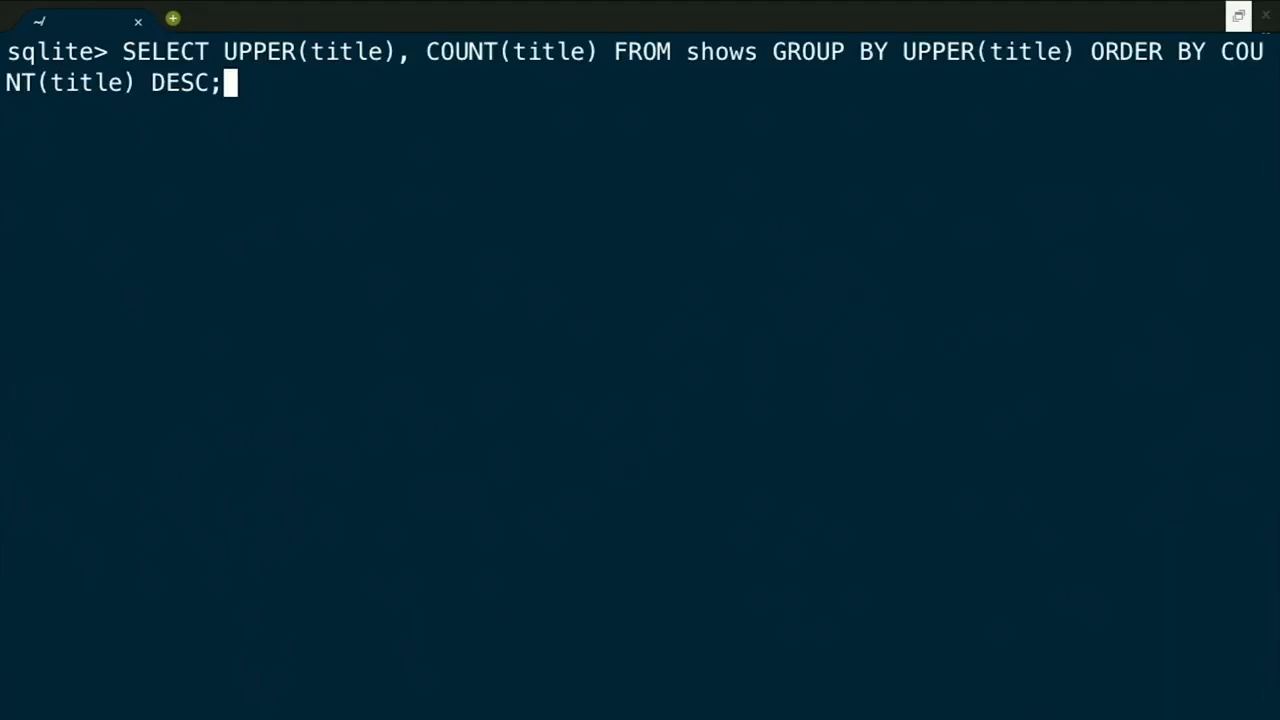 ~/
sqlite> SELECT UPPER(title), COUNT(title) FROM shows GROUP BY UPPER(title) ORDER BY COU
NT(title) DESC;